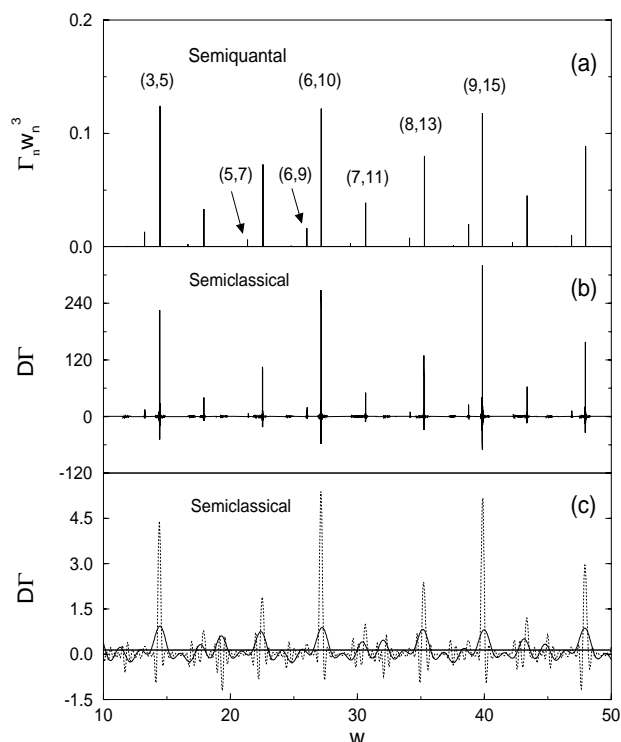 0.2
Semiquantal
(a)
(3,5)
(6,10)
(9,15)
(8,13)
0.1
Γₙwₙ³
(5,7)
(6,9)
(7,11)
0.0
Semiclassical
(b)
240
DΓ
120
0
-120
Semiclassical
(c)
4.5
3.0
DΓ
1.5
0.0
-1.5
10 20 30 40 50
w